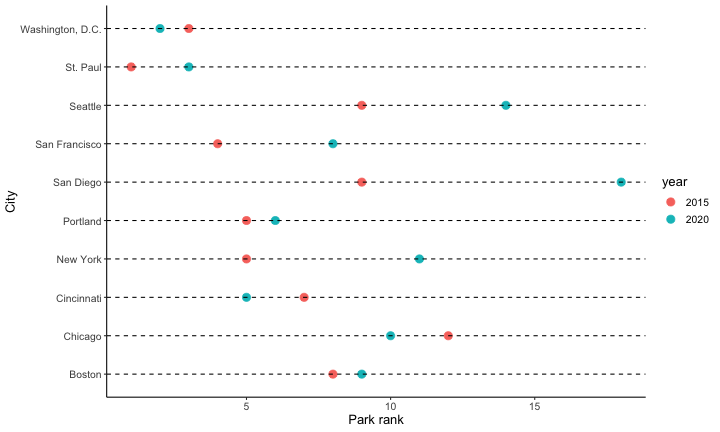 Washington, D.C.
St. Paul
Seattle
San Francisco
San Diego
Portland
New York
Cincinnati
Chicago
Boston
City
5 10 15
Park rank
year
2015
2020